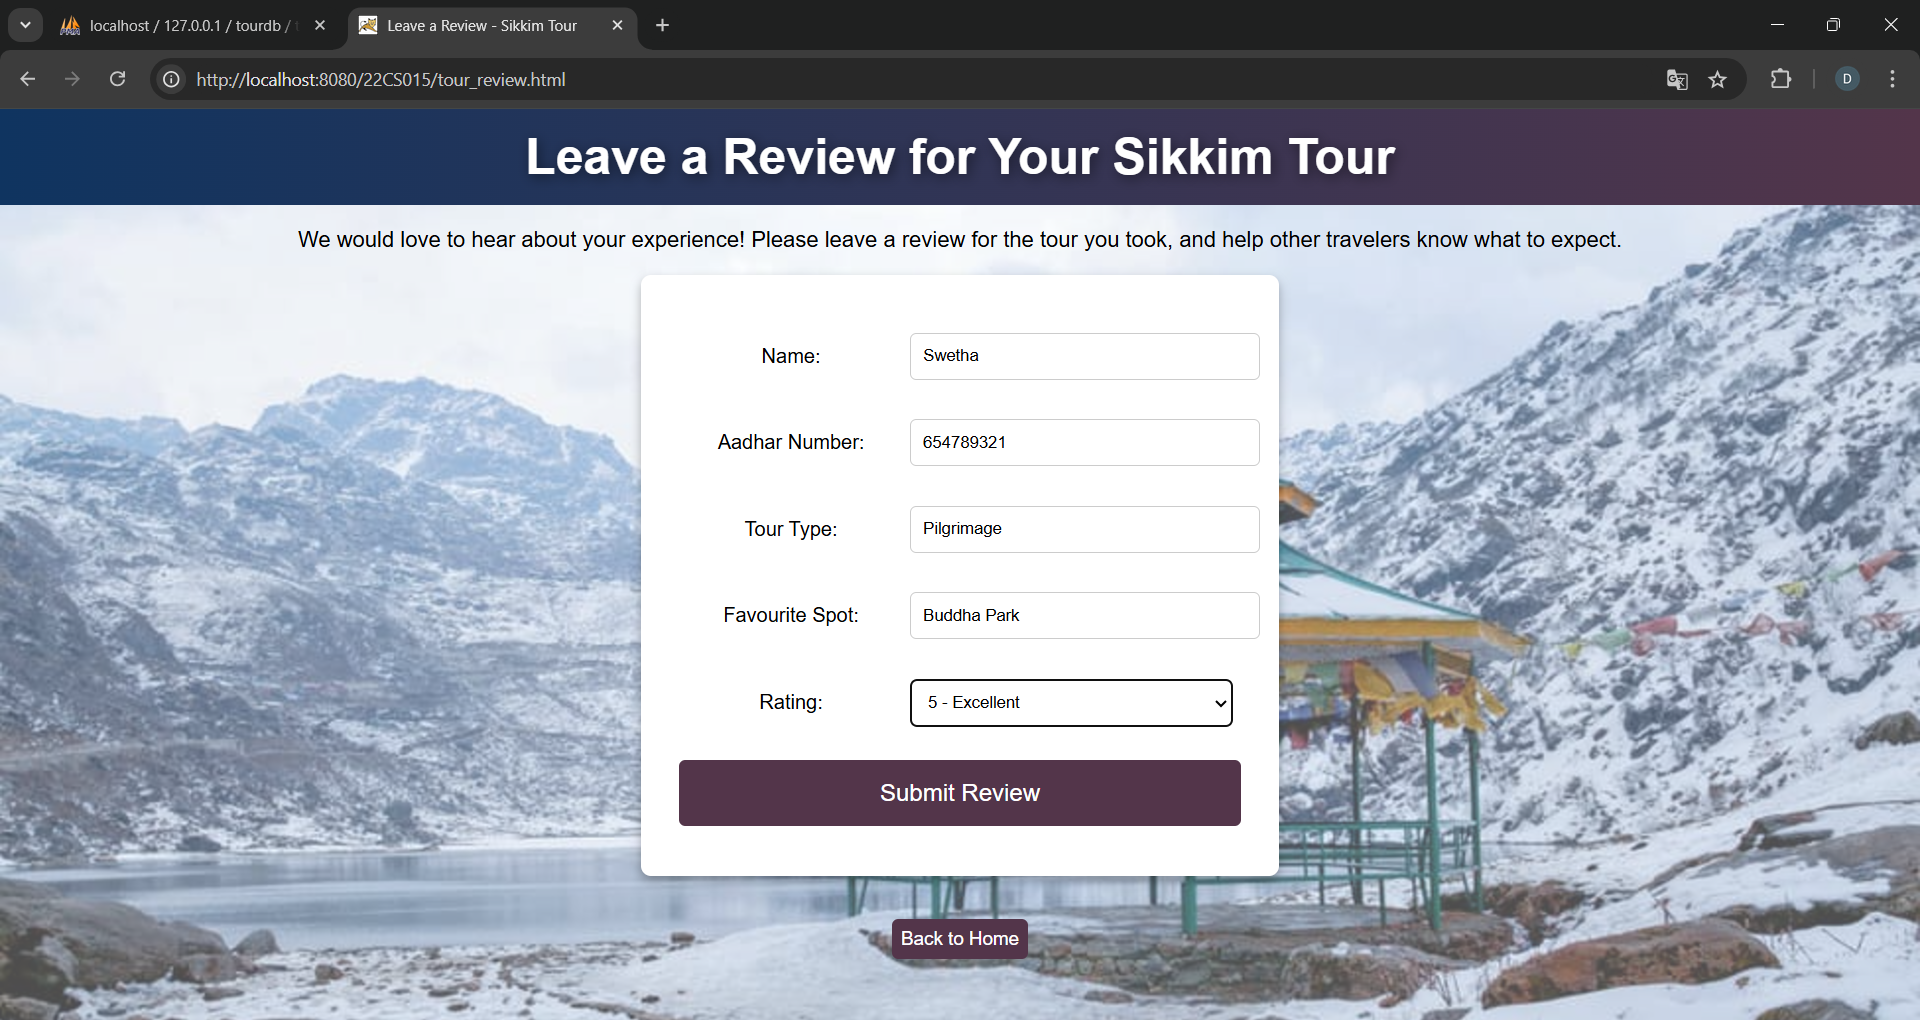 localhost / 127.0.0.1 / tourdb /
Leave a Review - Sikkim Tour
http://localhost:8080/22CS015/tour_review.html
D
Leave a Review for Your Sikkim Tour
We would love to hear about your experience! Please leave a review for the tour you took, and help other travelers know what to expect.
Name: Swetha
Aadhar Number: 654789321
Tour Type: Pilgrimage
Favourite Spot: Buddha Park
Rating: 5 - Excellent
Submit Review
Back to Home